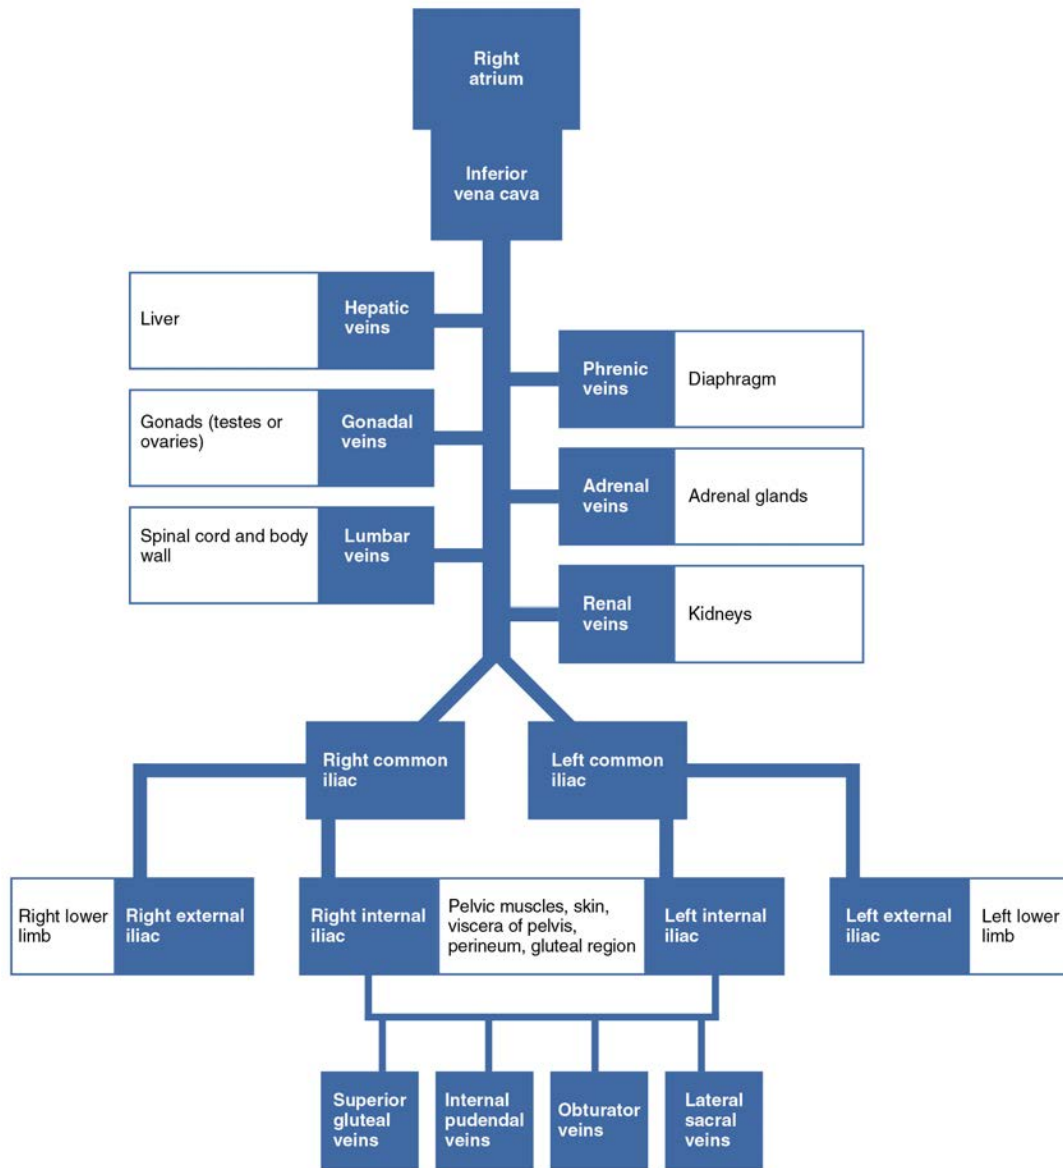 Right
atrium
Inferior
vena cava
Liver
Hepatic
veins
Phrenic
veins
Diaphragm
Gonads (testes or
ovaries)
Gonadal
veins
Adrenal
veins
Adrenal glands
Spinal cord and body
wall
Lumbar
veins
Renal
veins
Kidneys
Right common
iliac
Left common
iliac
Right lower
limb
Right external
iliac
Right internal
iliac
Pelvic muscles, skin,
viscera of pelvis,
perineum, gluteal region
Left internal
iliac
Left external
iliac
Left lower
limb
Superior
gluteal
veins
Internal
pudendal
veins
Obturator
veins
Lateral
sacral
veins